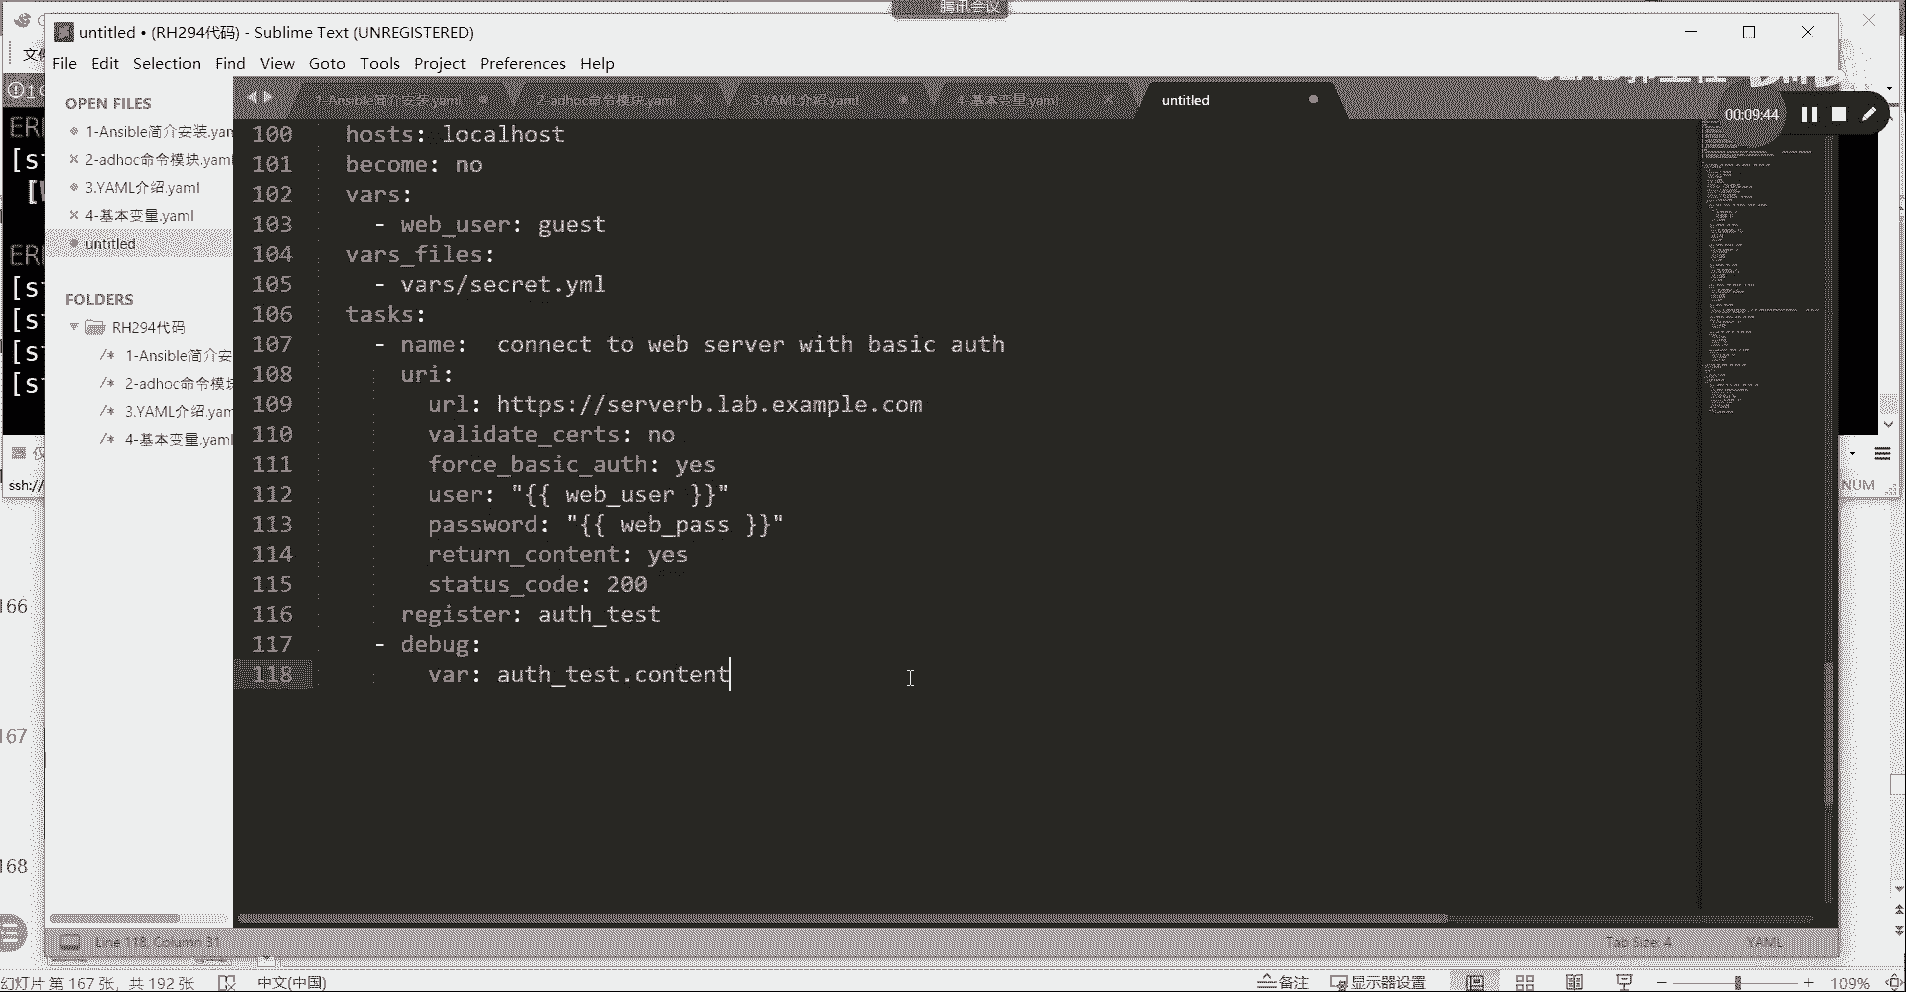 腾讯会议
untitled • (RH294代码) - Sublime Text (UNREGISTERED)
File Edit Selection Find View Goto Tools Project Preferences Help
OPEN FILES
1-Ansible简介安装.yam
2-adhoc命令模块.yaml
3.YAML介绍.yaml
4-基本变量.yaml
untitled
FOLDERS
RH294代码
/* 1-Ansible简介安
/* 2-adhoc命令模块
/* 3.YAML介绍.yam
/* 4-基本变量.yaml
1-Ansible简介安装.yaml 2-adhoc命令模块.yaml 3.YAML介绍.yaml 4-基本变量.yaml untitled
00:09:44
100 hosts: localhost
101 become: no
102 vars:
103 - web_user: guest
104 vars_files:
105 - vars/secret.yml
106 tasks:
107 - name: connect to web server with basic auth
108 uri:
109 url: https://serverb.lab.example.com
110 validate_certs: no
111 force_basic_auth: yes
112 user: "{{ web_user }}"
113 password: "{{ web_pass }}"
114 return_content: yes
115 status_code: 200
116 register: auth_test
117 - debug:
118 var: auth_test.content
Line 118, Column 31
Tab Size: 4
YAML
ssh://
NUM
166
167
168
幻灯片 第 167 张，共 192 张
中文(中国)
备注
显示器设置
109%